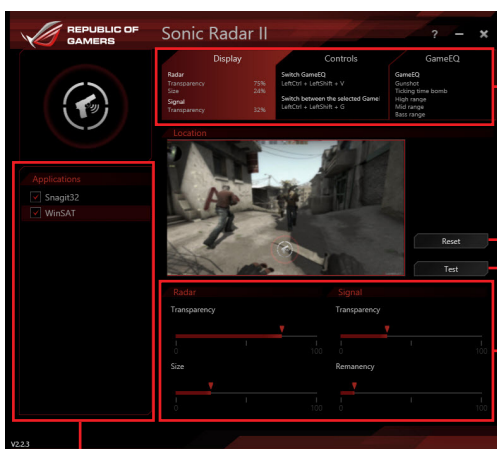 REPUBLIC OF
GAMERS
Sonic Radar II
? — ×
Display
Controls
GameEQ
Radar
Transparency 75%
Size 24%
Signal
Transparency 32%
Switch GameEQ
LeftCtrl + LeftShift + V
Switch between the selected Game
LeftCtrl + LeftShift + G
GameEQ
Gunshot
Ticking time bomb
High range
Mid range
Bass range
Location
Applications
Snagit32
WinSAT
Reset
Test
Radar
Signal
Transparency
Transparency
0 100
0 100
Size
Remanency
0 100
0 100
V2.2.3